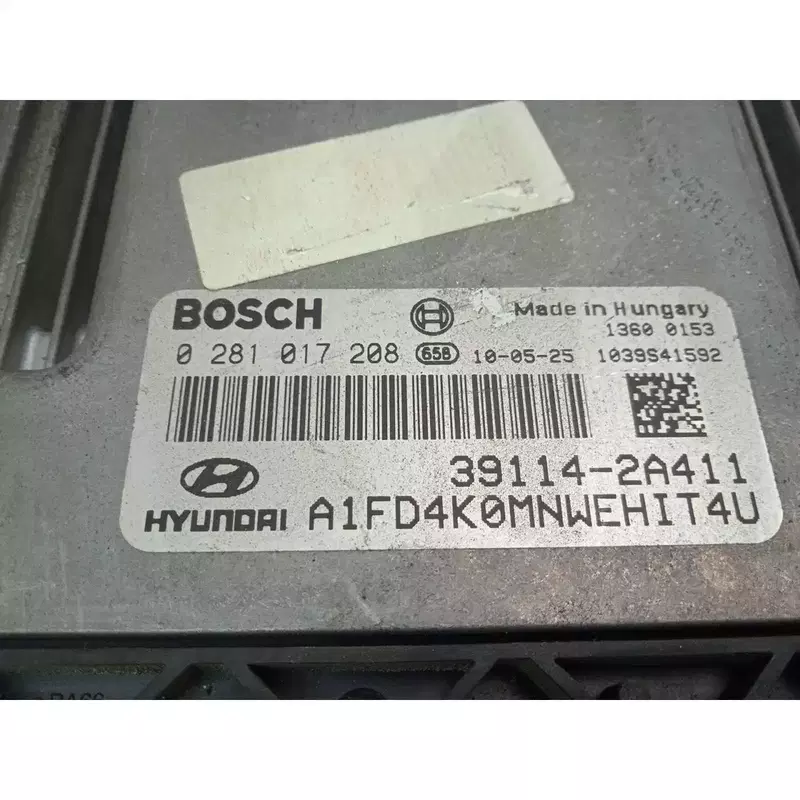 BOSCH Made in Hungary
1360 0153
0 281 017 208 658 10-05-25 1039S41592
39114-2A411
HYUNDAI A1FD4K0MNWEHIT4U